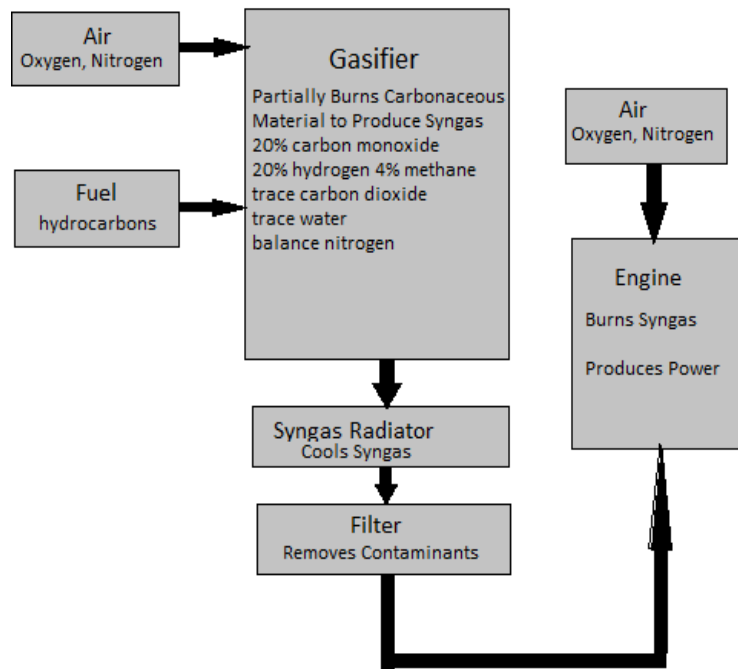 Air
Oxygen, Nitrogen
Fuel
hydrocarbons
Gasifier
Partially Burns Carbonaceous
Material to Produce Syngas
20% carbon monoxide
20% hydrogen 4% methane
trace carbon dioxide
trace water
balance nitrogen
Syngas Radiator
Cools Syngas
Filter
Removes Contaminants
Air
Oxygen, Nitrogen
Engine
Burns Syngas
Produces Power